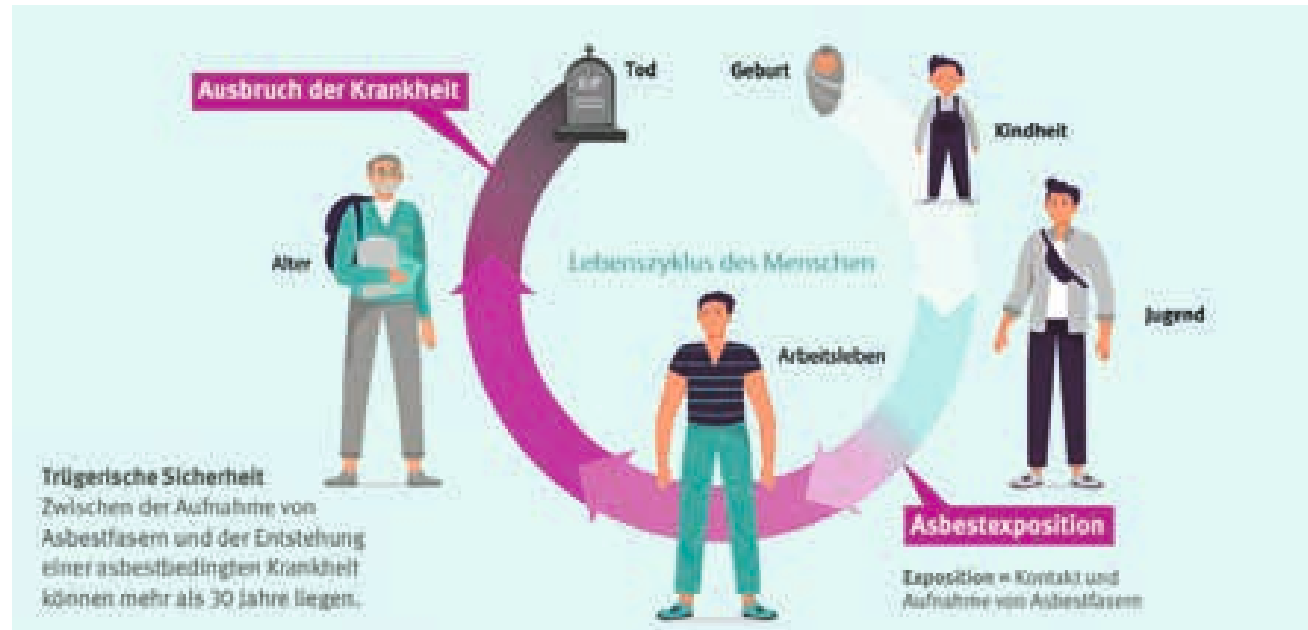 Ausbruch der Krankheit
Tod
Geburt
Kindheit
Alter
Lebenszyklus des Menschen
Jugend
Arbeitsleben
Trügerische Sicherheit
Zwischen der Aufnahme von
Asbestfasern und der Entstehung
einer asbestbedingten Krankheit
können mehr als 30 Jahre liegen.
Asbestexposition
Exposition = Kontakt und
Aufnahme von Asbestfasern